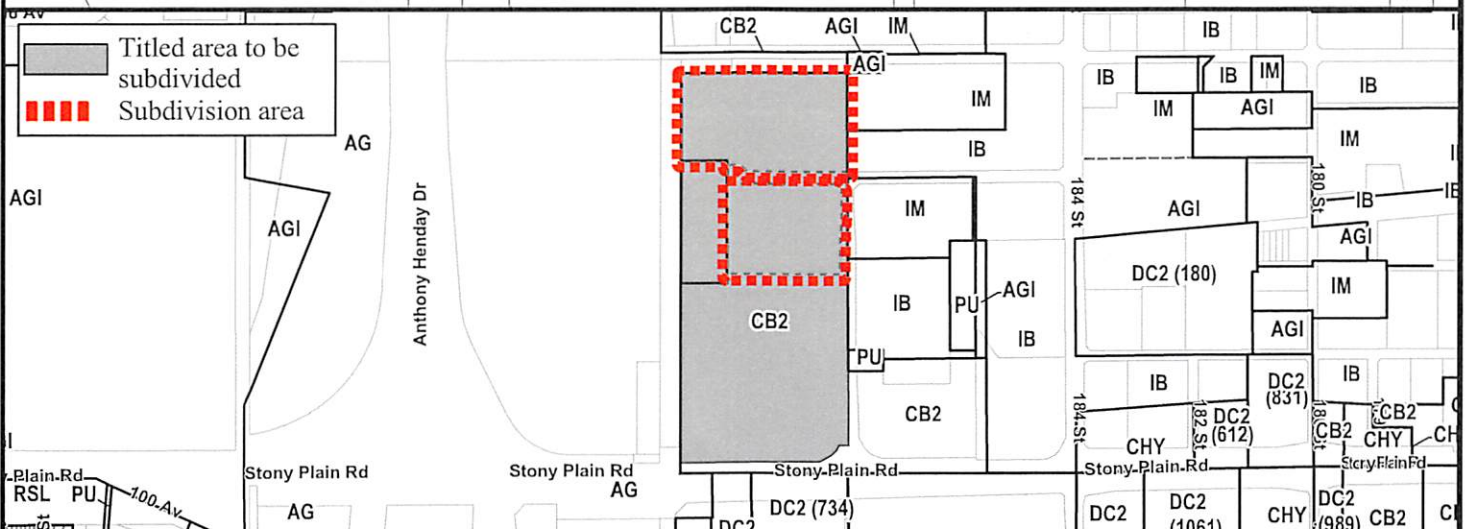 Titled area to be
subdivided
Subdivision area
CB2
AGI
IM
IB
AGI
IM
IB
IB
IB
IM
IB
IM
AGI
IM
AG
IB
AGI
AGI
Anthony Henday Dr
IM
184 St
AGI
180 St
IB
IB
AGI
DC2 (180)
IM
CB2
IB
PU
AGI
IB
AGI
PU
IB
DC2
(831)
IB
CB2
184 St
182 St
DC2
(612)
CB2
CB2
CHY
CHY
Stony Plain Rd
Stony Plain Rd
Stony Plain Rd
Stony Plain Rd
AG
RSL
PU
100 Av
AG
DC2 (734)
DC2
DC2
DC2
(1061)
CHY
DC2
(989)
CB2